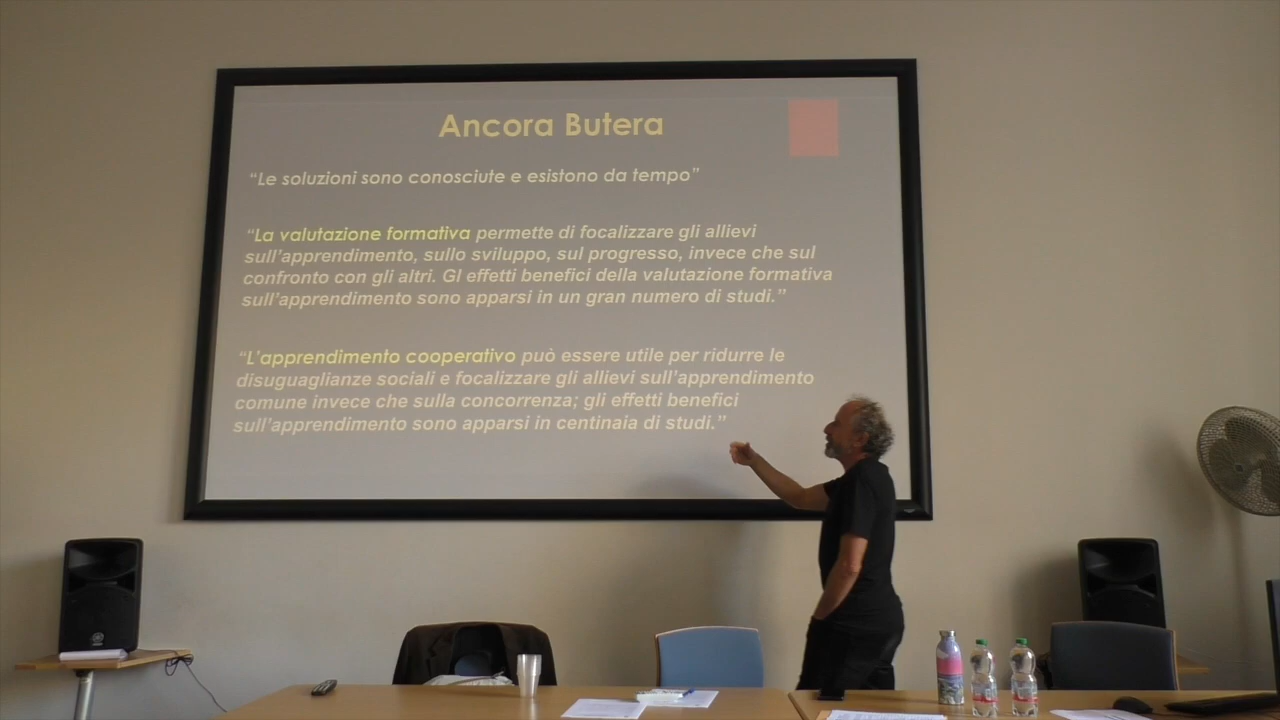 Ancora Butera
“Le soluzioni sono conosciute e esistono da tempo”
“La valutazione formativa permette di focalizzare gli allievi
sull’apprendimento, sullo sviluppo, sul progresso, invece che sul
confronto con gli altri. Gl effetti benefici della valutazione formativa
sull’apprendimento sono apparsi in un gran numero di studi.”
“L’apprendimento cooperativo può essere utile per ridurre le
disuguaglianze sociali e focalizzare gli allievi sull’apprendimento
comune invece che sulla concorrenza; gli effetti benefici
sull’apprendimento sono apparsi in centinaia di studi.”